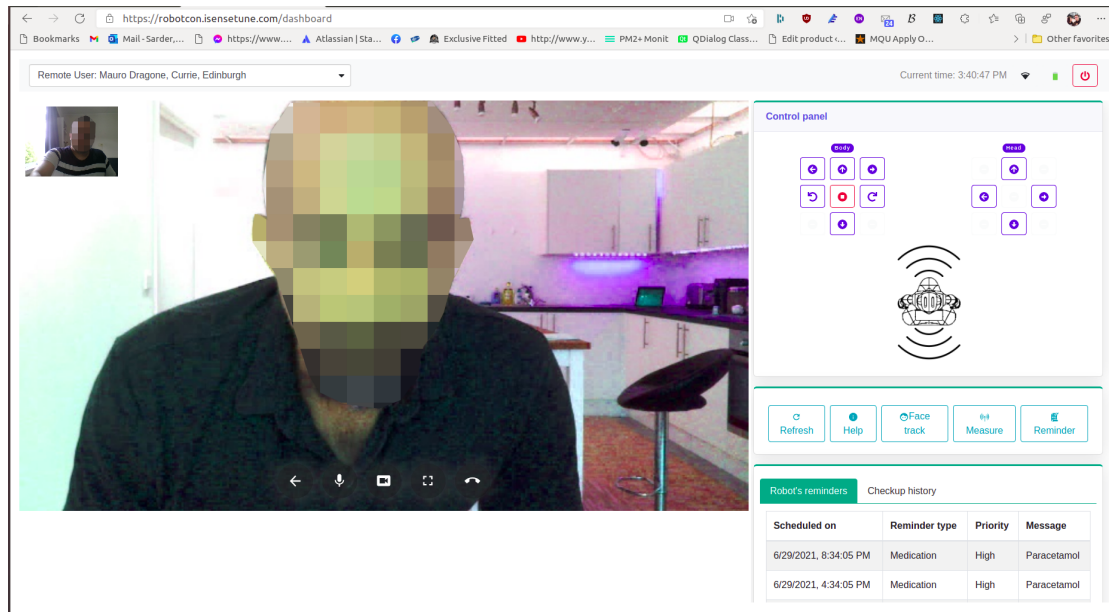 https://robotcon.isensetune.com/dashboard
24
Bookmarks
Mail - Sarder,...
https://www....
Atlassian | Sta...
Exclusive Fitted
http://www.y...
PM2+ Monit
QDialog Class...
Edit product ‹...
MQU Apply O...
Other favorites
Remote User: Mauro Dragone, Currie, Edinburgh
Current time: 3:40:47 PM
Control panel
Body
Head
Refresh
Help
Face track
Measure
Reminder
Robot's reminders
Checkup history
Scheduled on Reminder type Priority Message
6/29/2021, 8:34:05 PM Medication High Paracetamol
6/29/2021, 4:34:05 PM Medication High Paracetamol